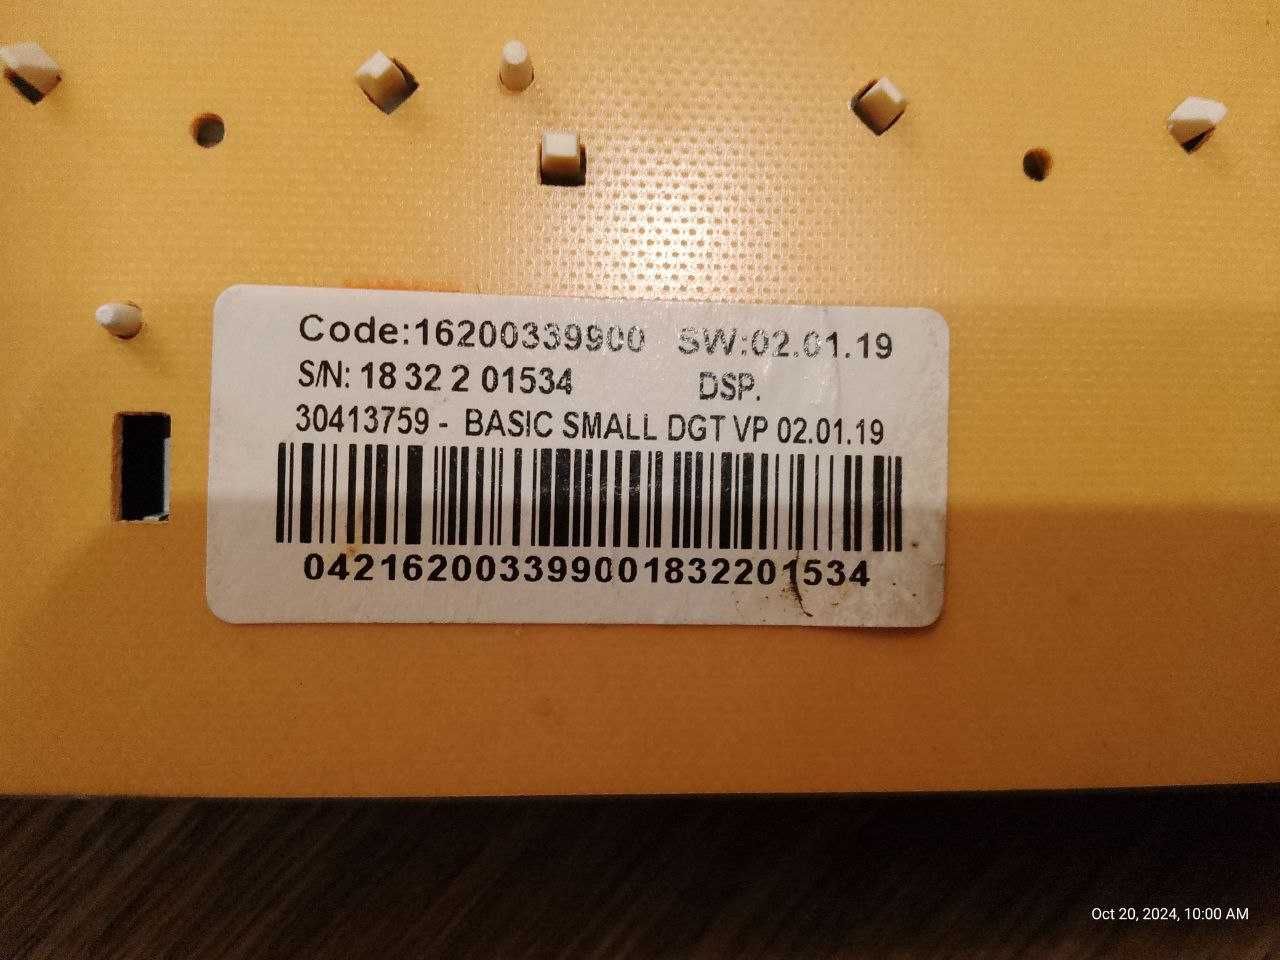 Code:16200339900 SW:02.01.19
S/N: 18 32 2 01534 DSP.
30413759 - BASIC SMALL DGT VP 02.01.19
042162003399001832201534
Oct 20, 2024, 10:00 AM